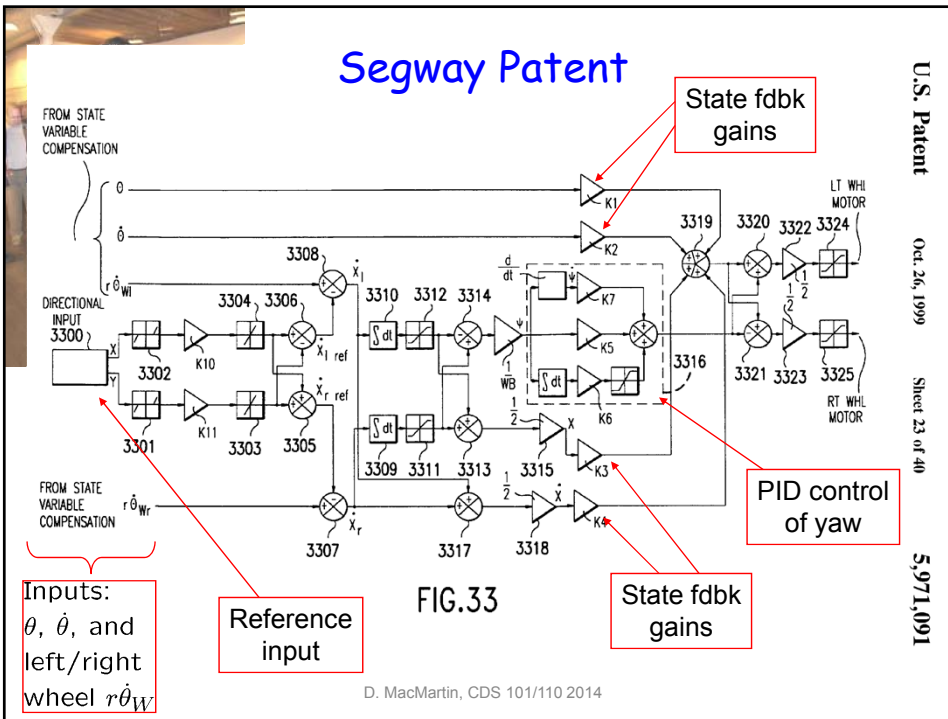 Segway Patent
U.S. Patent Oct. 26, 1999 Sheet 23 of 40 5,971,091
FROM STATE
VARIABLE
COMPENSATION
State fdbk
gains
θ
K1
θ̇
K2
rθ̇Wl
3308
ẋl
3319
3320
3322
3324
LT WHL
MOTOR
1/2
DIRECTIONAL
INPUT
3300
X
Y
3302
K10
3304
3306
ẋl ref
3310
∫dt
3312
3314
1/WB
ψ
d/dt
ψ̇
K7
K5
∫dt
K6
3316
3321
1/2
3323
3325
RT WHL
MOTOR
3301
K11
3303
3305
ẋr ref
∫dt
3309
3311
3313
1/2
3315
X
K3
FROM STATE
VARIABLE
COMPENSATION
rθ̇Wr
3307
ẋr
3317
1/2
3318
ẋ
K4
PID control
of yaw
Inputs:
θ, θ̇, and
left/right
wheel rθ̇W
Reference
input
FIG.33
State fdbk
gains
D. MacMartin, CDS 101/110 2014